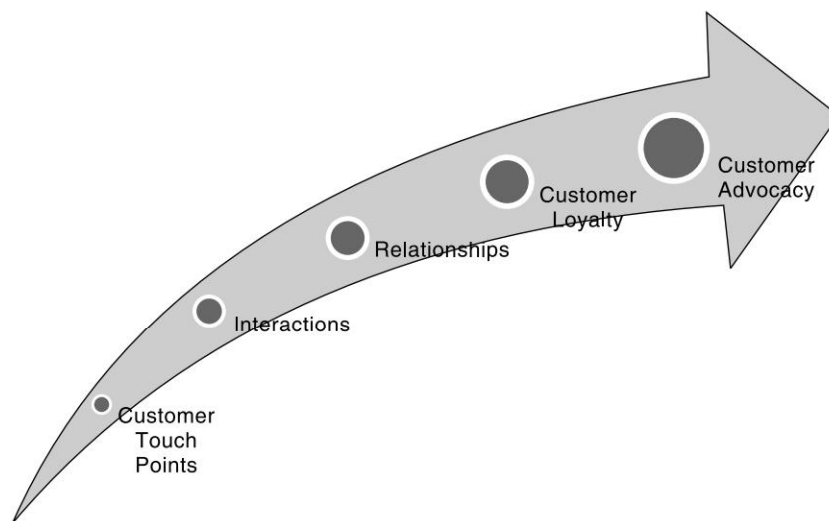 Customer
Touch
Points
Interactions
Relationships
Customer
Loyalty
Customer
Advocacy